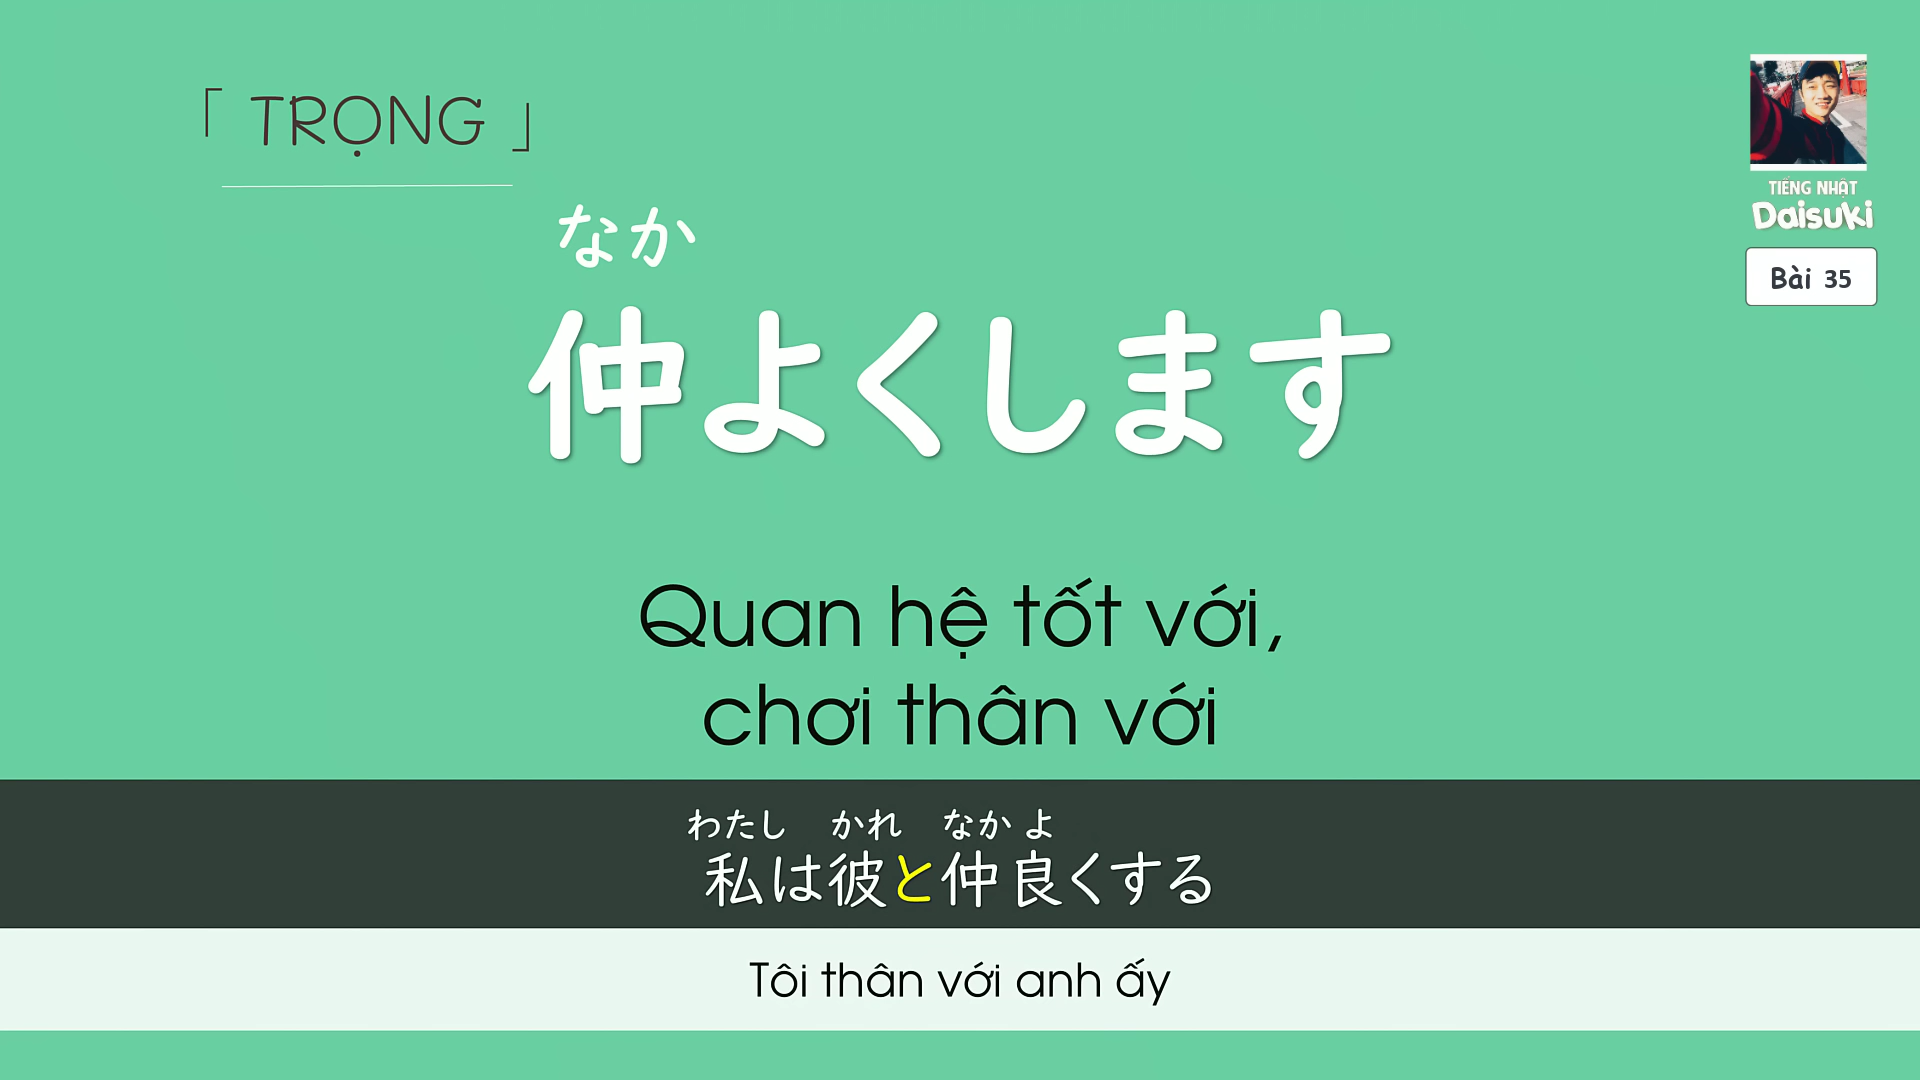 「 TRỌNG 」
TIẾNG NHẬT
Daisuki
Bài 35
なか
仲よくします
Quan hệ tốt với,
chơi thân với
わたし かれ なか よ
私は彼と仲良くする
Tôi thân với anh ấy